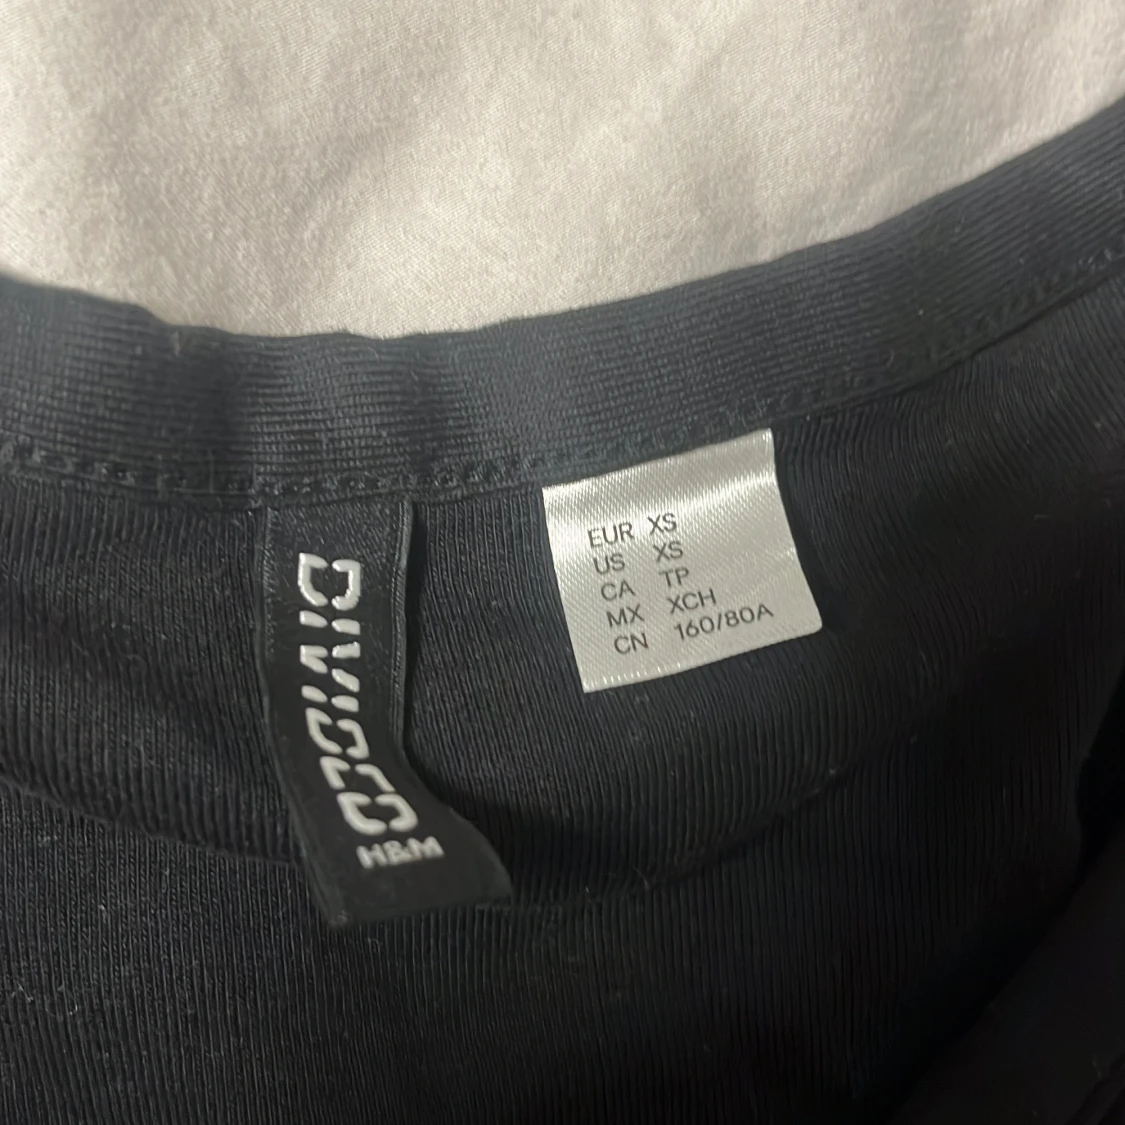 DIVIDED
H&M
EUR XS
US XS
CA TP
MX XCH
CN 160/80A